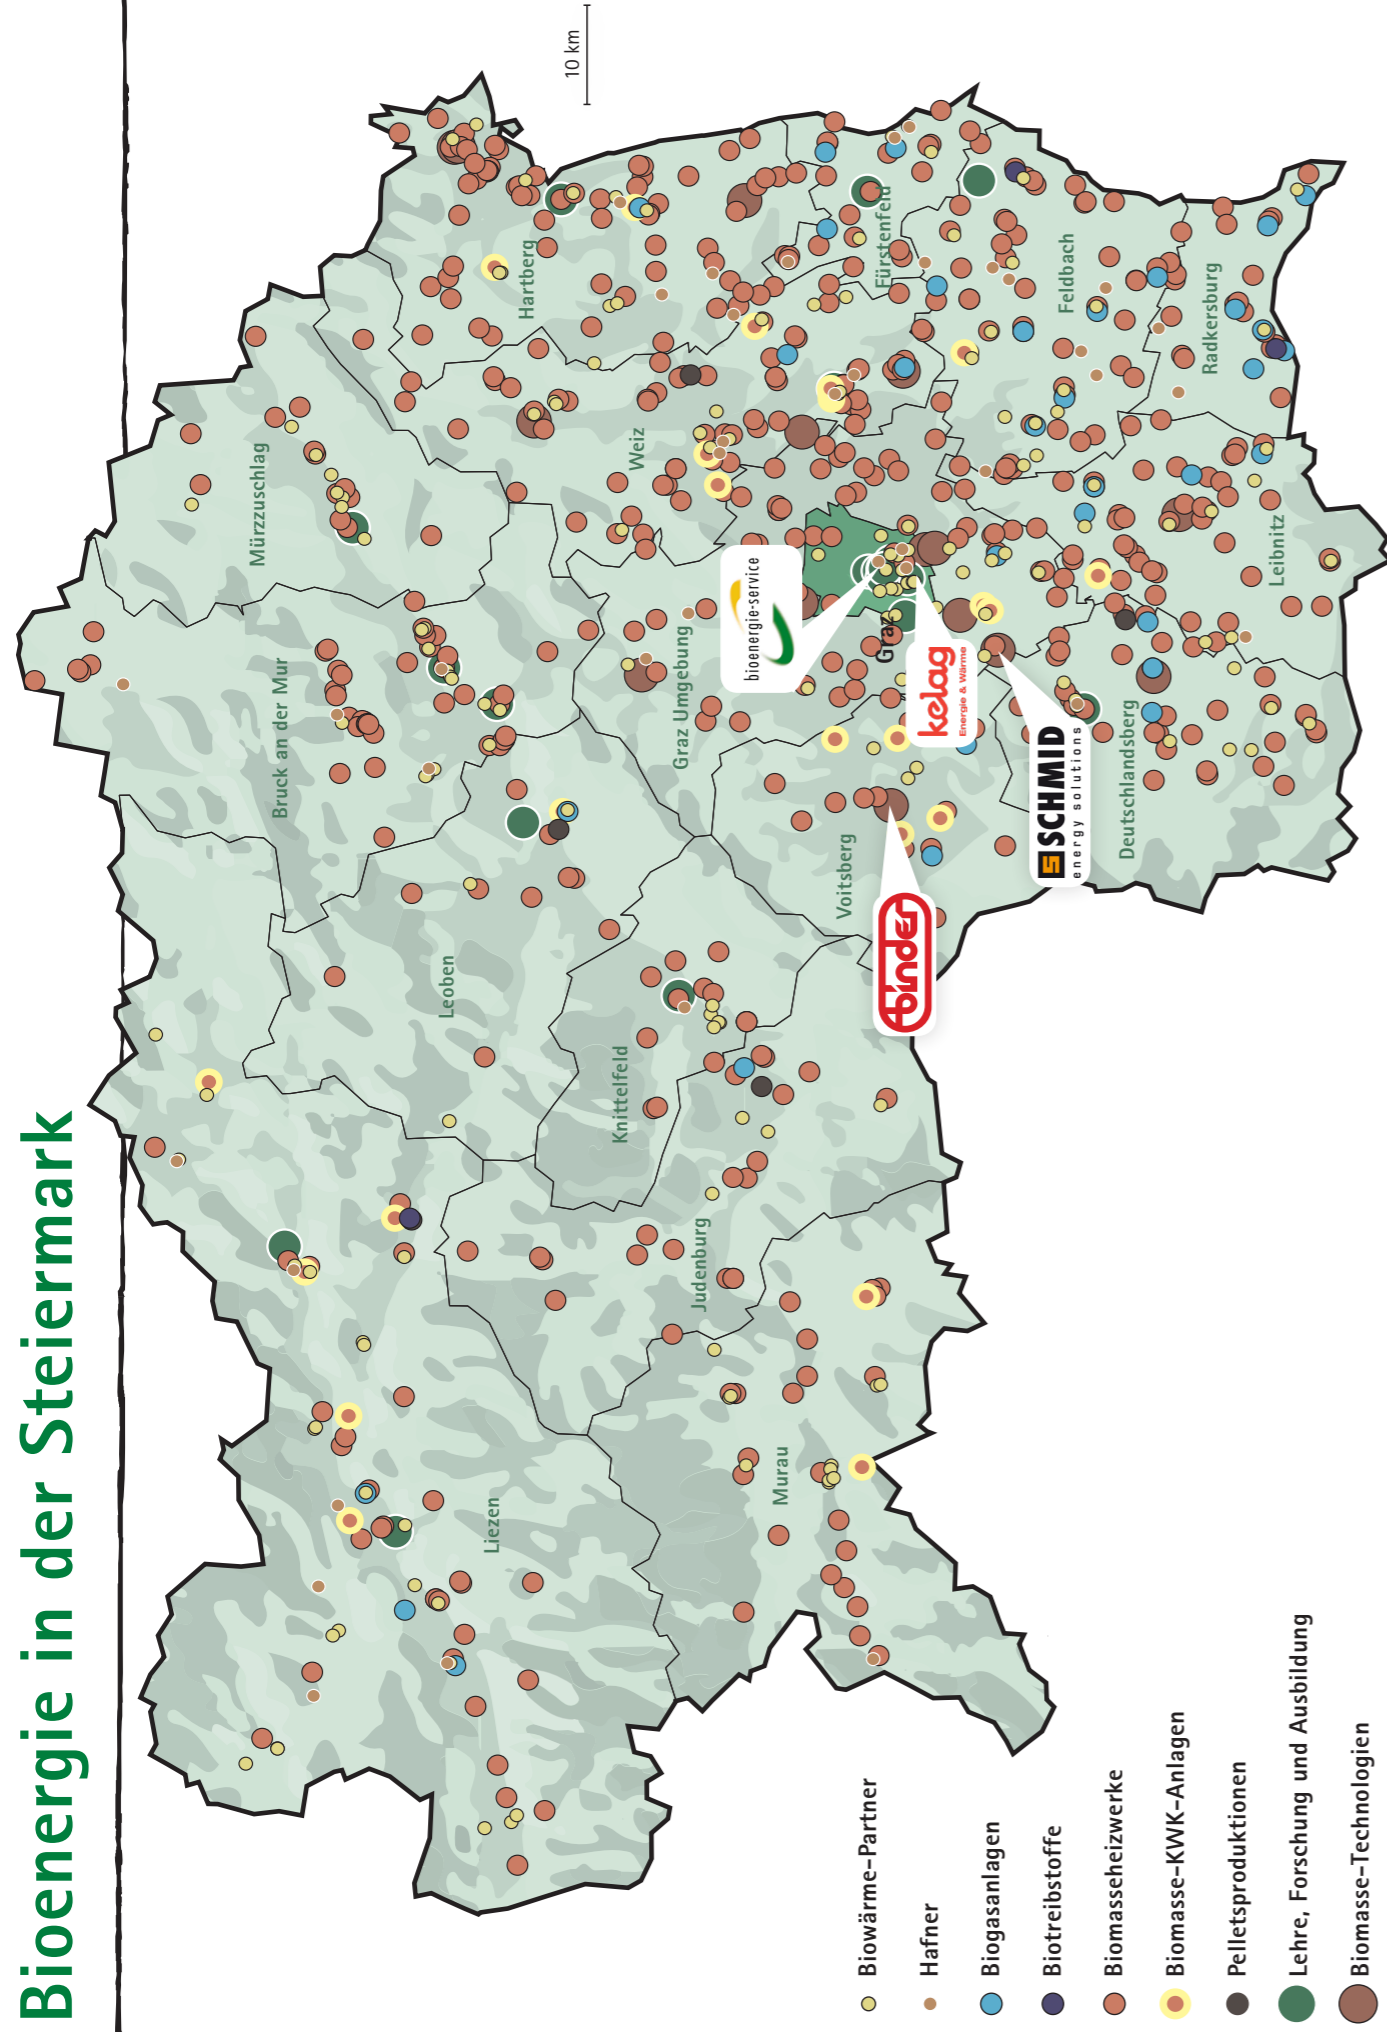 Bioenergie in der Steiermark
10 km
Mürzzuschlag
Hartberg
Bruck an der Mur
Weiz
Fürstenfeld
Leoben
Graz Umgebung
Feldbach
Liezen
Knittelfeld
bioenergie-service
Graz
Radkersburg
Judenburg
Voitsberg
kelag
Energie & Wärme
Murau
binder
SCHMID
energy solutions
Leibnitz
Deutschlandsberg
Biowärme-Partner
Hafner
Biogasanlagen
Biotreibstoffe
Biomasseheizwerke
Biomasse-KWK-Anlagen
Pelletsproduktionen
Lehre, Forschung und Ausbildung
Biomasse-Technologien